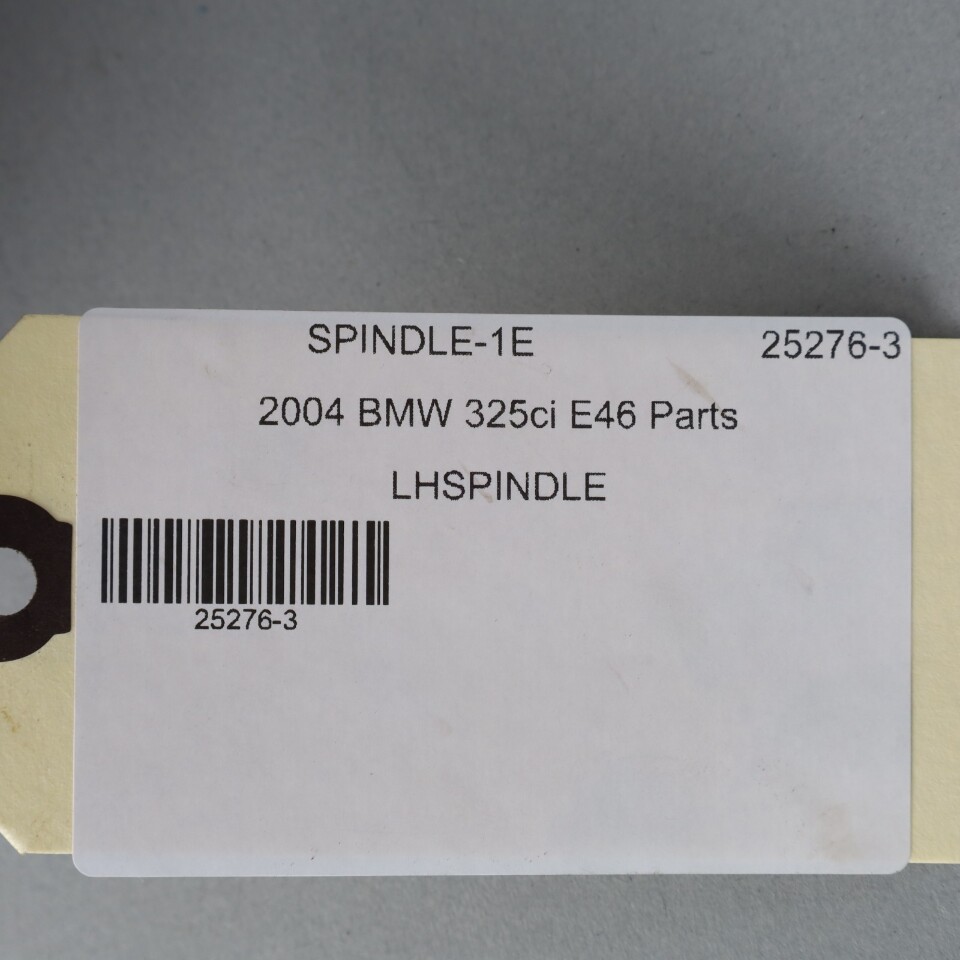 SPINDLE-1E 25276-3
2004 BMW 325ci E46 Parts
LHSPINDLE
25276-3